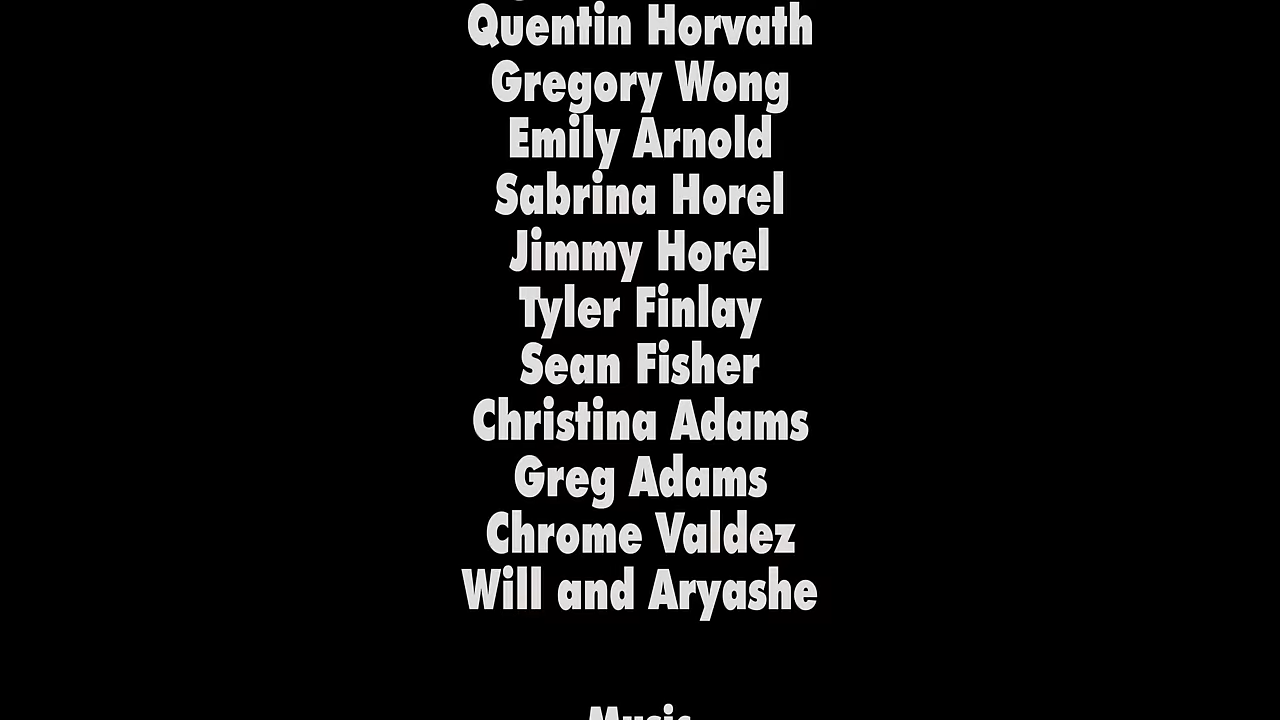 Quentin Horvath
Gregory Wong
Emily Arnold
Sabrina Horel
Jimmy Horel
Tyler Finlay
Sean Fisher
Christina Adams
Greg Adams
Chrome Valdez
Will and Aryashe
Music